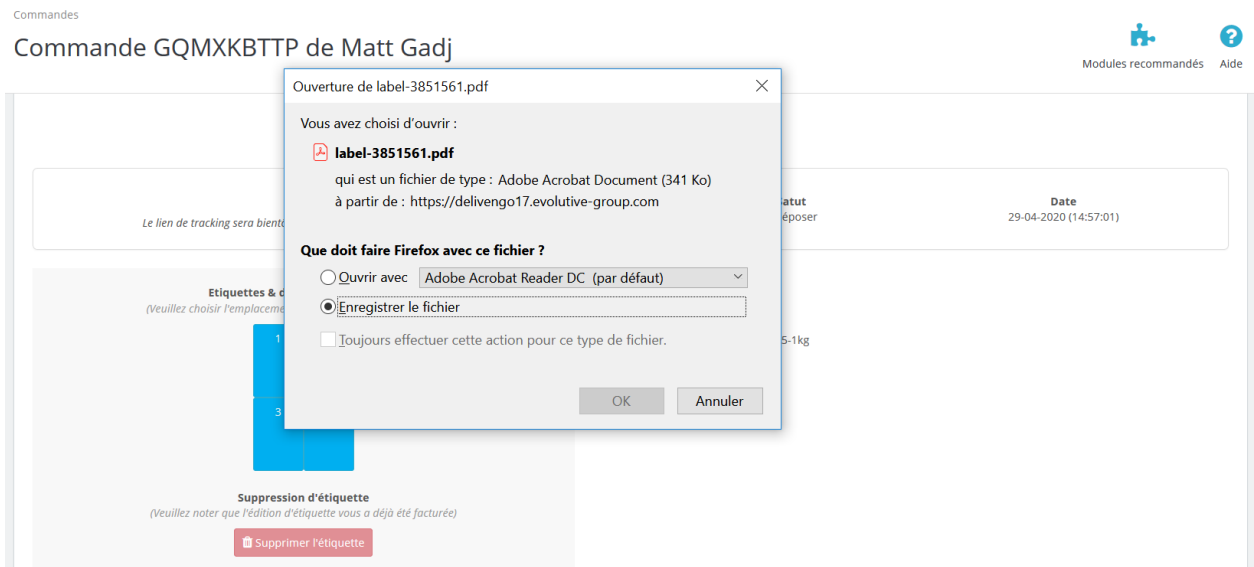 Commandes
Commande GQMXKBTTP de Matt Gadj
Modules recommandés
Aide
Ouverture de label-3851561.pdf
Vous avez choisi d'ouvrir :
label-3851561.pdf
qui est un fichier de type : Adobe Acrobat Document (341 Ko)
à partir de : https://delivengo17.evolutive-group.com
Date
Le lien de tracking sera
époser
29-04-2020 (14:57:01)
Que doit faire Firefox avec ce fichier ?
Ouvrir avec
Adobe Acrobat Reader DC (par défaut)
Etiquettes &
(Veuillez choisir
Enregistrer le fichier
1
Toujours effectuer cette action pour ce type de fichier.
5-1kg
OK
Annuler
3
Suppression d'étiquette
(Veuillez noter que l'édition d'étiquette vous a déjà été facturée)
Supprimer l'étiquette